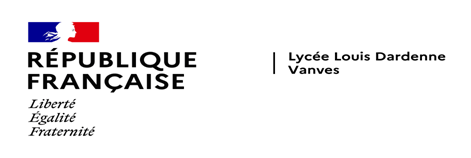 RÉPUBLIQUE
FRANÇAISE
Liberté
Égalité
Fraternité
Lycée Louis Dardenne
Vanves